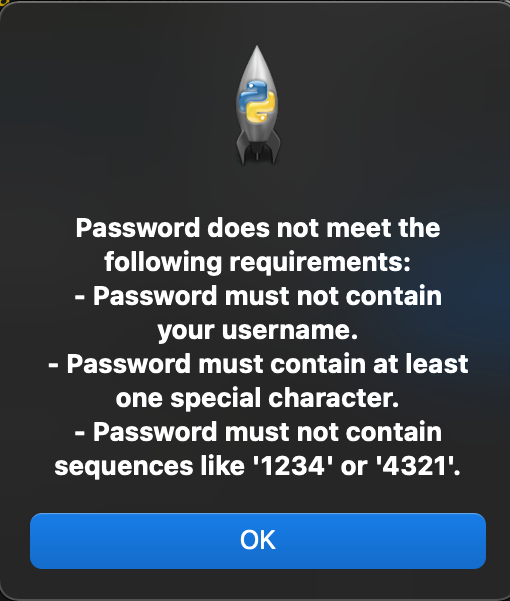 Password does not meet the
following requirements:
- Password must not contain
your username.
- Password must contain at least
one special character.
- Password must not contain
sequences like '1234' or '4321'.
OK